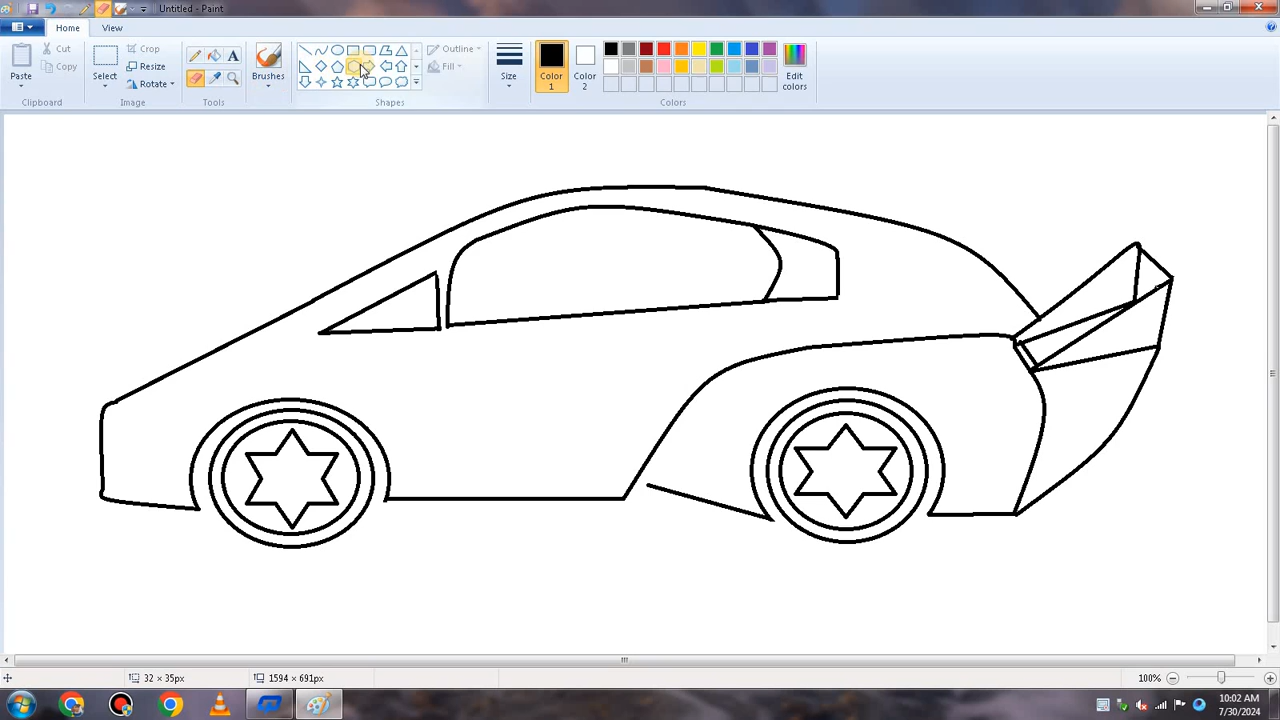 Untitled - Paint
Home
View
Paste
Cut
Copy
Clipboard
Crop
Resize
Rotate
Image
A
Tools
Brushes
Outline
Fill
Shapes
Size
Color
1
Color
2
Edit
colors
Colors
32 × 35px
1594 × 691px
100%
10:02 AM
7/30/2024